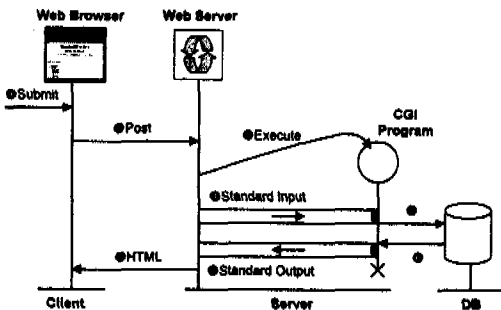 Web Browser
Web Server
Submit
CGI
Program
Post
Execute
Standard Input
HTML
Standard Output
Client
Server
DB